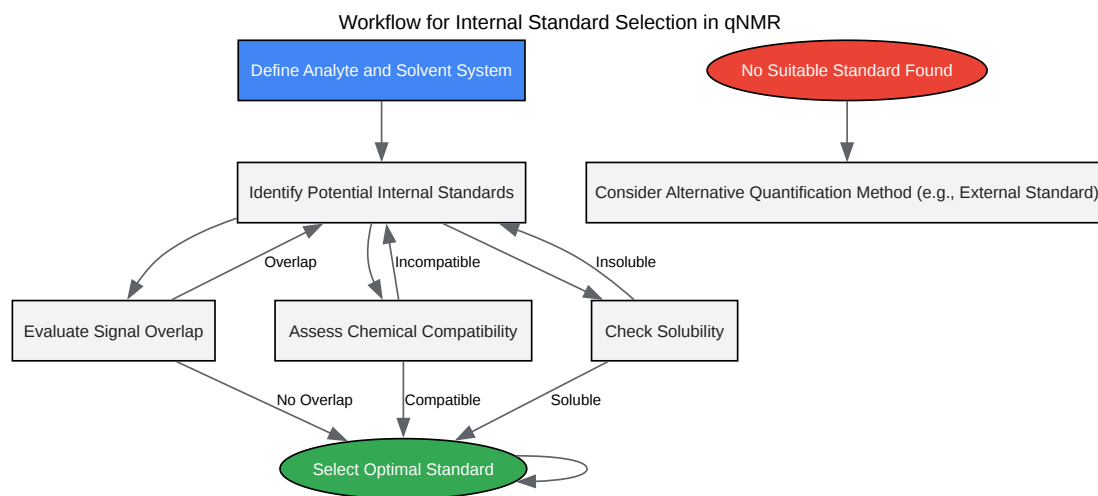 Workflow for Internal Standard Selection in qNMR
Define Analyte and Solvent System
No Suitable Standard Found
Identify Potential Internal Standards
Consider Alternative Quantification Method (e.g., External Standard)
Overlap
Incompatible
Insoluble
Evaluate Signal Overlap
Assess Chemical Compatibility
Check Solubility
No Overlap
Compatible
Soluble
Select Optimal Standard